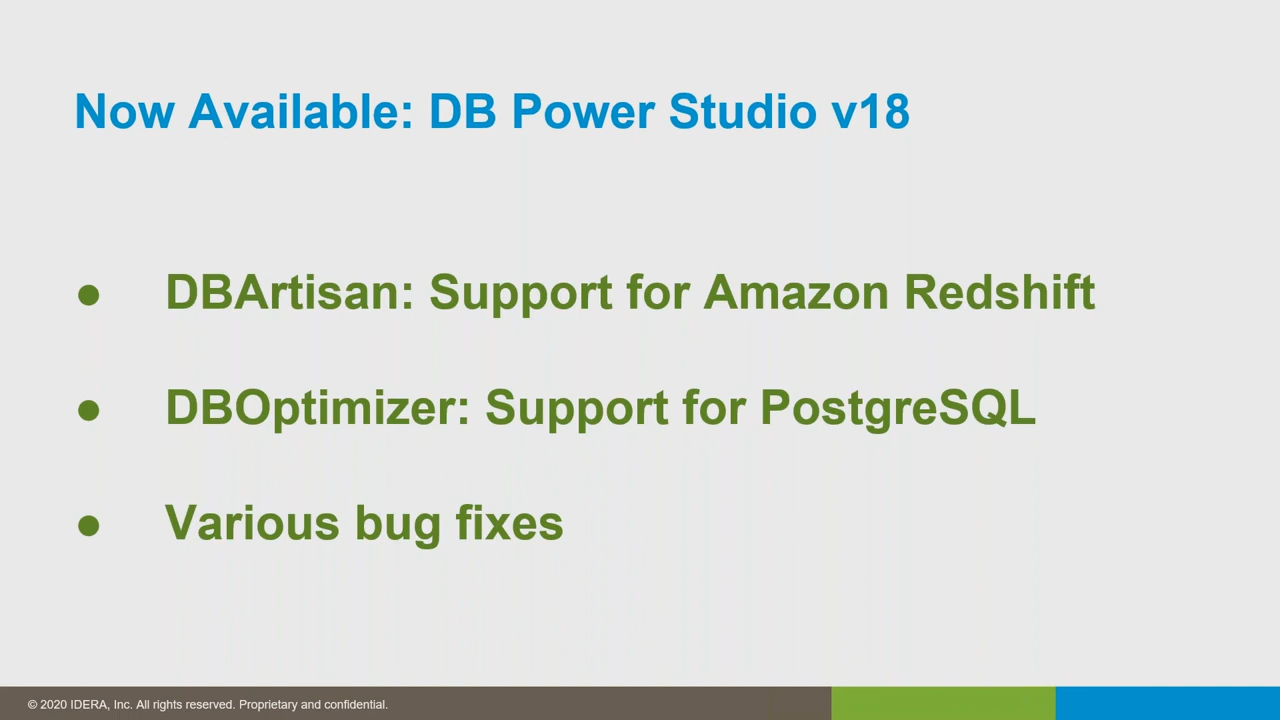 Now Available: DB Power Studio v18
● DBArtisan: Support for Amazon Redshift
● DBOptimizer: Support for PostgreSQL
● Various bug fixes
© 2020 IDERA, Inc. All rights reserved. Proprietary and confidential.